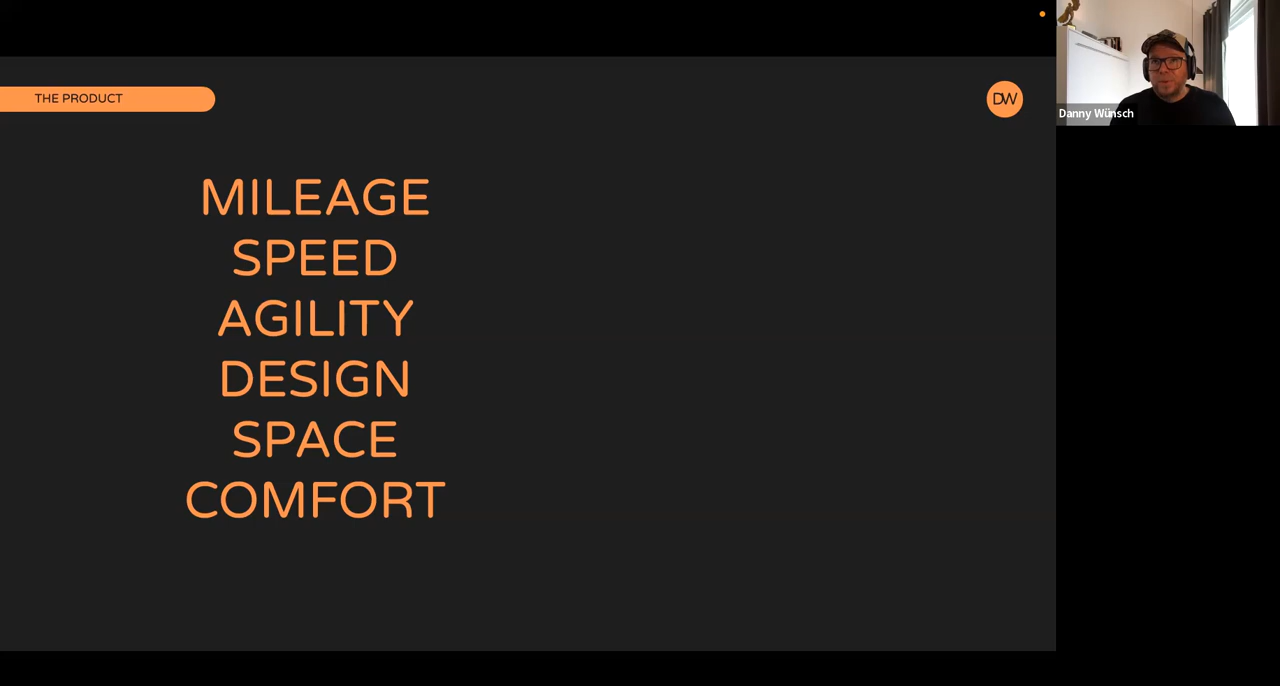 THE PRODUCT
DW
MILEAGE
SPEED
AGILITY
DESIGN
SPACE
COMFORT
Danny Wünsch